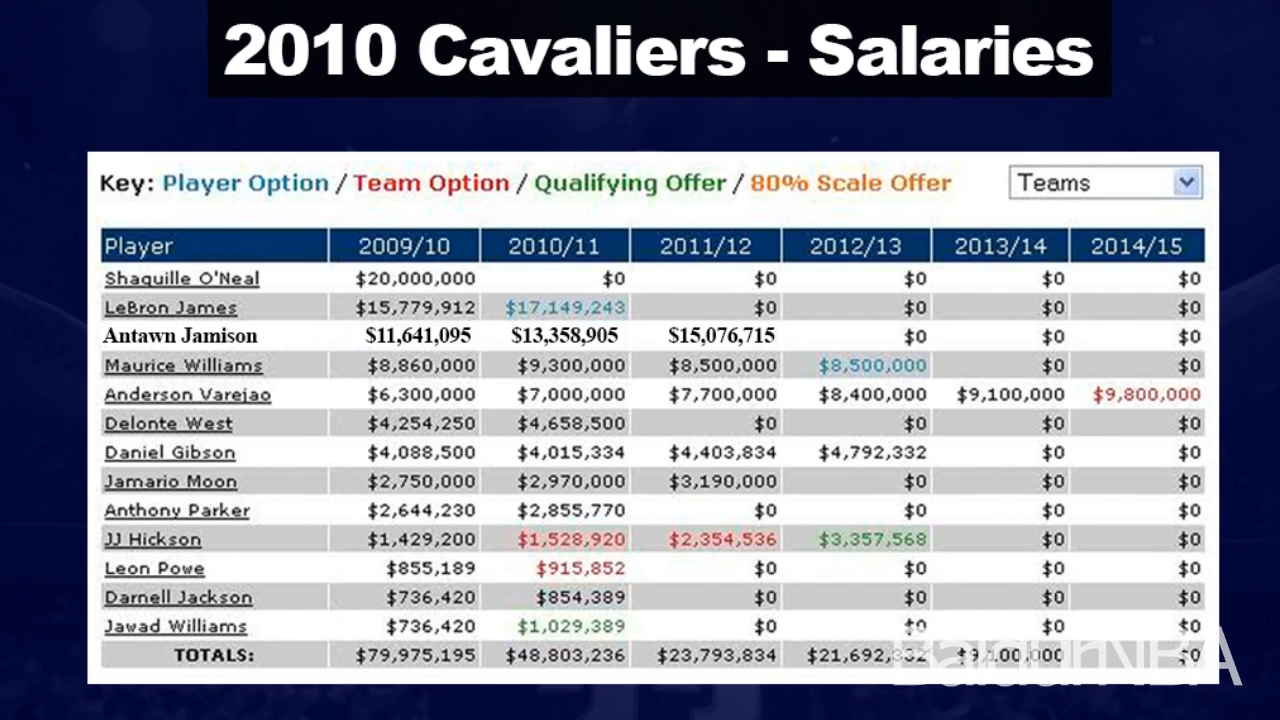 2010 Cavaliers - Salaries
Key: Player Option / Team Option / Qualifying Offer / 80% Scale Offer Teams
Player 2009/10 2010/11 2011/12 2012/13 2013/14 2014/15
Shaquille O'Neal $20,000,000 $0 $0 $0 $0 $0
LeBron James $15,779,912 $17,149,243 $0 $0 $0 $0
Antawn Jamison $11,641,095 $13,358,905 $15,076,715 $0 $0 $0
Maurice Williams $8,860,000 $9,300,000 $8,500,000 $8,500,000 $0 $0
Anderson Varejao $6,300,000 $7,000,000 $7,700,000 $8,400,000 $9,100,000 $9,800,000
Delonte West $4,254,250 $4,658,500 $0 $0 $0 $0
Daniel Gibson $4,088,500 $4,015,334 $4,403,834 $4,792,332 $0 $0
Jamario Moon $2,750,000 $2,970,000 $3,190,000 $0 $0 $0
Anthony Parker $2,644,230 $2,855,770 $0 $0 $0 $0
JJ Hickson $1,429,200 $1,528,920 $2,354,536 $3,357,568 $0 $0
Leon Powe $855,189 $915,852 $0 $0 $0 $0
Darnell Jackson $736,420 $854,389 $0 $0 $0 $0
Jawad Williams $736,420 $1,029,389 $0 $0 $0 $0
TOTALS: $79,975,195 $48,803,236 $23,793,834 $21,692,332 $9,100,000 $0